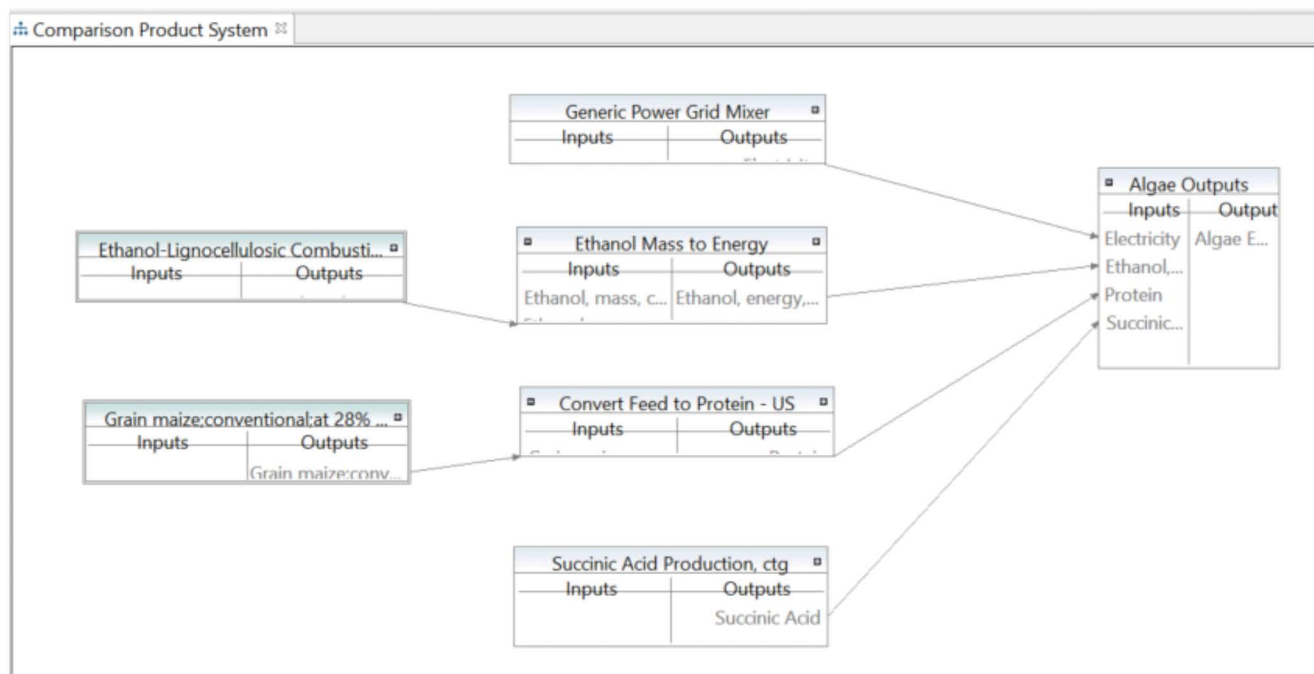 Comparison Product System
Generic Power Grid Mixer
Inputs Outputs
Algae Outputs
Inputs Output
Electricity Algae E...
Ethanol,...
Protein
Succinic...
Ethanol-Lignocellulosic Combusti...
Inputs Outputs
Ethanol Mass to Energy
Inputs Outputs
Ethanol, mass, c... Ethanol, energy,...
Grain maize;conventional;at 28% ...
Inputs Outputs
Grain maize;conv...
Convert Feed to Protein - US
Inputs Outputs
Succinic Acid Production, ctg
Inputs Outputs
Succinic Acid